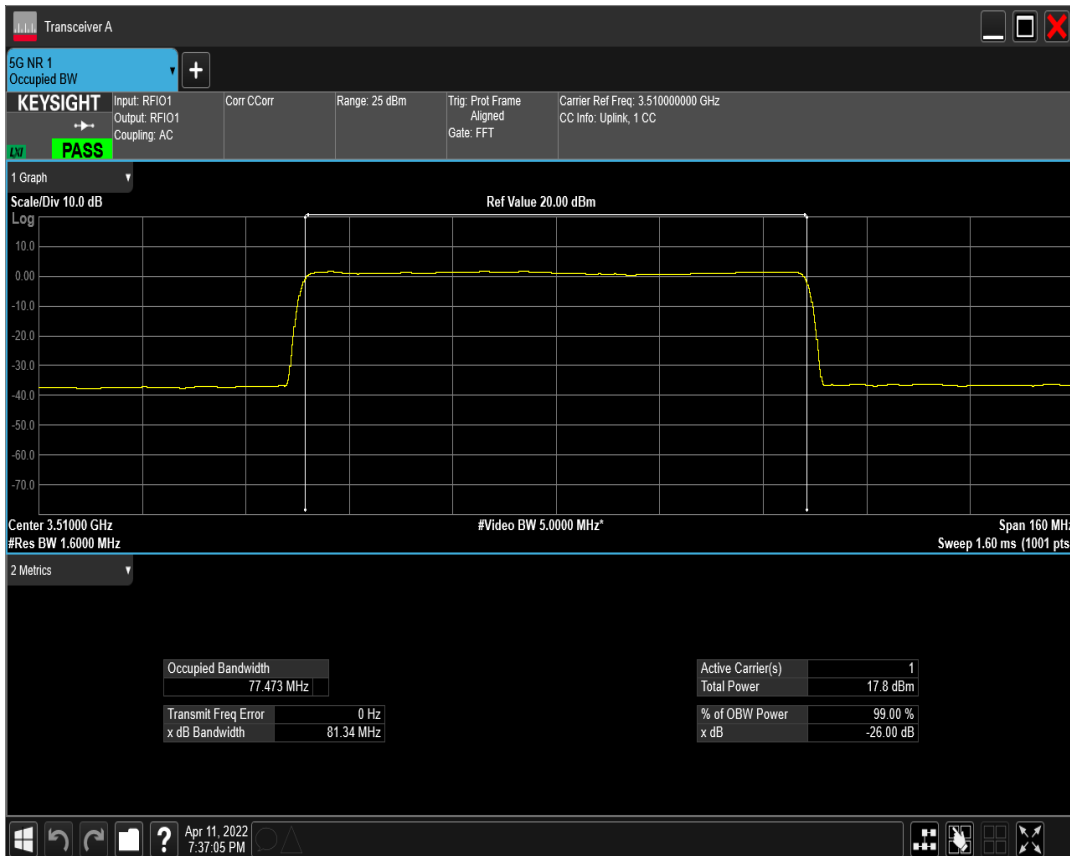 Transceiver A
5G NR 1
Occupied BW
KEYSIGHT
LXI
PASS
Input: RFIO1
Output: RFIO1
Coupling: AC
Corr CCorr
Range: 25 dBm
Trig: Prot Frame
Aligned
Gate: FFT
Carrier Ref Freq: 3.510000000 GHz
CC Info: Uplink, 1 CC
1 Graph
Scale/Div 10.0 dB
Ref Value 20.00 dBm
Log
10.0
0.00
-10.0
-20.0
-30.0
-40.0
-50.0
-60.0
-70.0
Center 3.51000 GHz
#Video BW 5.0000 MHz*
Span 160 MHz
#Res BW 1.6000 MHz
Sweep 1.60 ms (1001 pts
2 Metrics
Occupied Bandwidth
77.473 MHz
Transmit Freq Error 0 Hz
x dB Bandwidth 81.34 MHz
Active Carrier(s) 1
Total Power 17.8 dBm
% of OBW Power 99.00 %
x dB -26.00 dB
?
Apr 11, 2022
7:37:05 PM